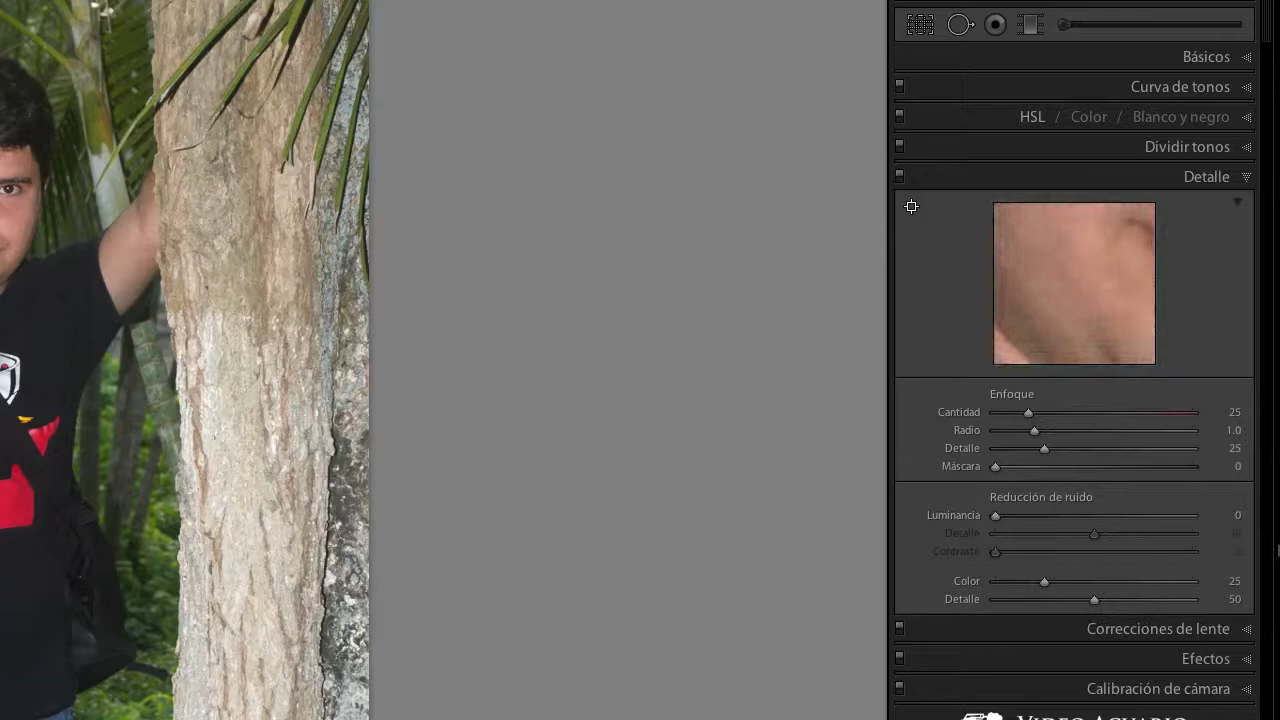 Básicos
Curva de tonos
HSL / Color / Blanco y negro
Dividir tonos
Detalle
Enfoque
Cantidad 25
Radio 1.0
Detalle 25
Máscara 0
Reducción de ruido
Luminancia 0
Detalle
Contraste
Color 25
Detalle 50
Correcciones de lente
Efectos
Calibración de cámara
Video Acuario